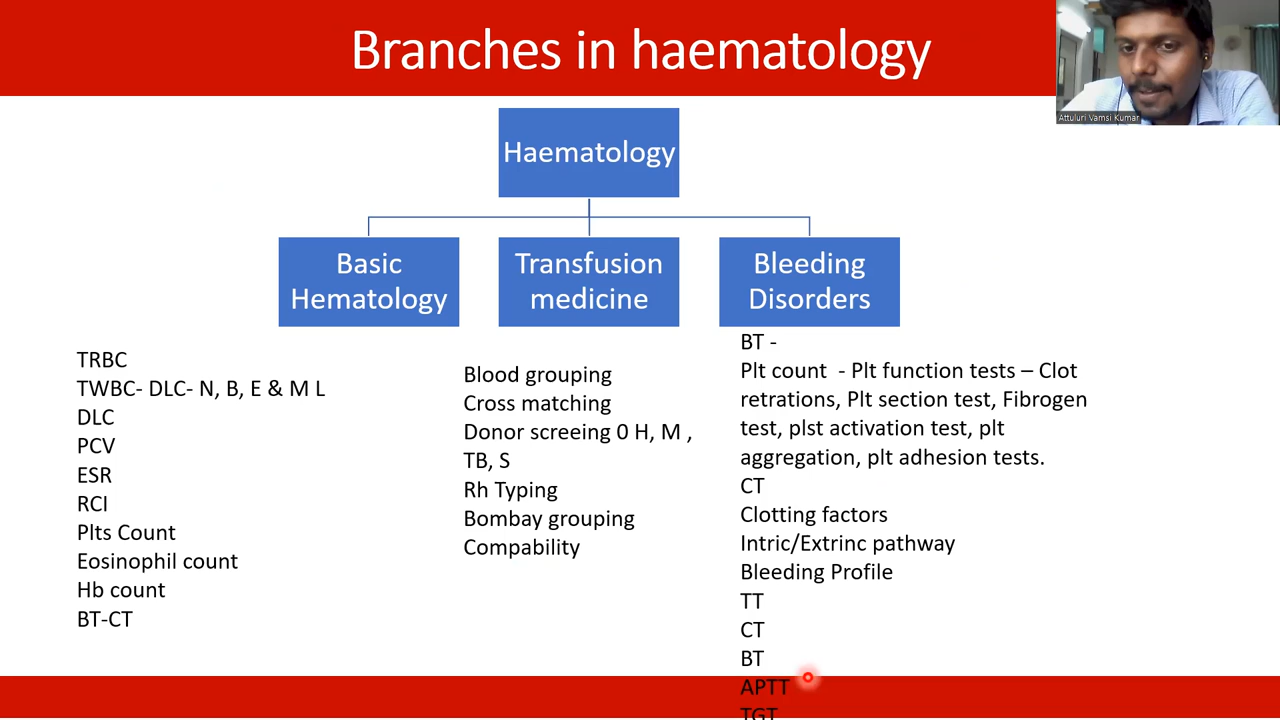 Branches in haematology
Attuluri Vamsi Kumar
Haematology
Basic
Hematology
Transfusion
medicine
Bleeding
Disorders
TRBC
TWBC- DLC- N, B, E & M L
DLC
PCV
ESR
RCI
Plts Count
Eosinophil count
Hb count
BT-CT
Blood grouping
Cross matching
Donor screeing 0 H, M ,
TB, S
Rh Typing
Bombay grouping
Compability
BT -
Plt count  - Plt function tests – Clot
retrations, Plt section test, Fibrogen
test, plst activation test, plt
aggregation, plt adhesion tests.
CT
Clotting factors
Intric/Extrinc pathway
Bleeding Profile
TT
CT
BT
APTT
TGT